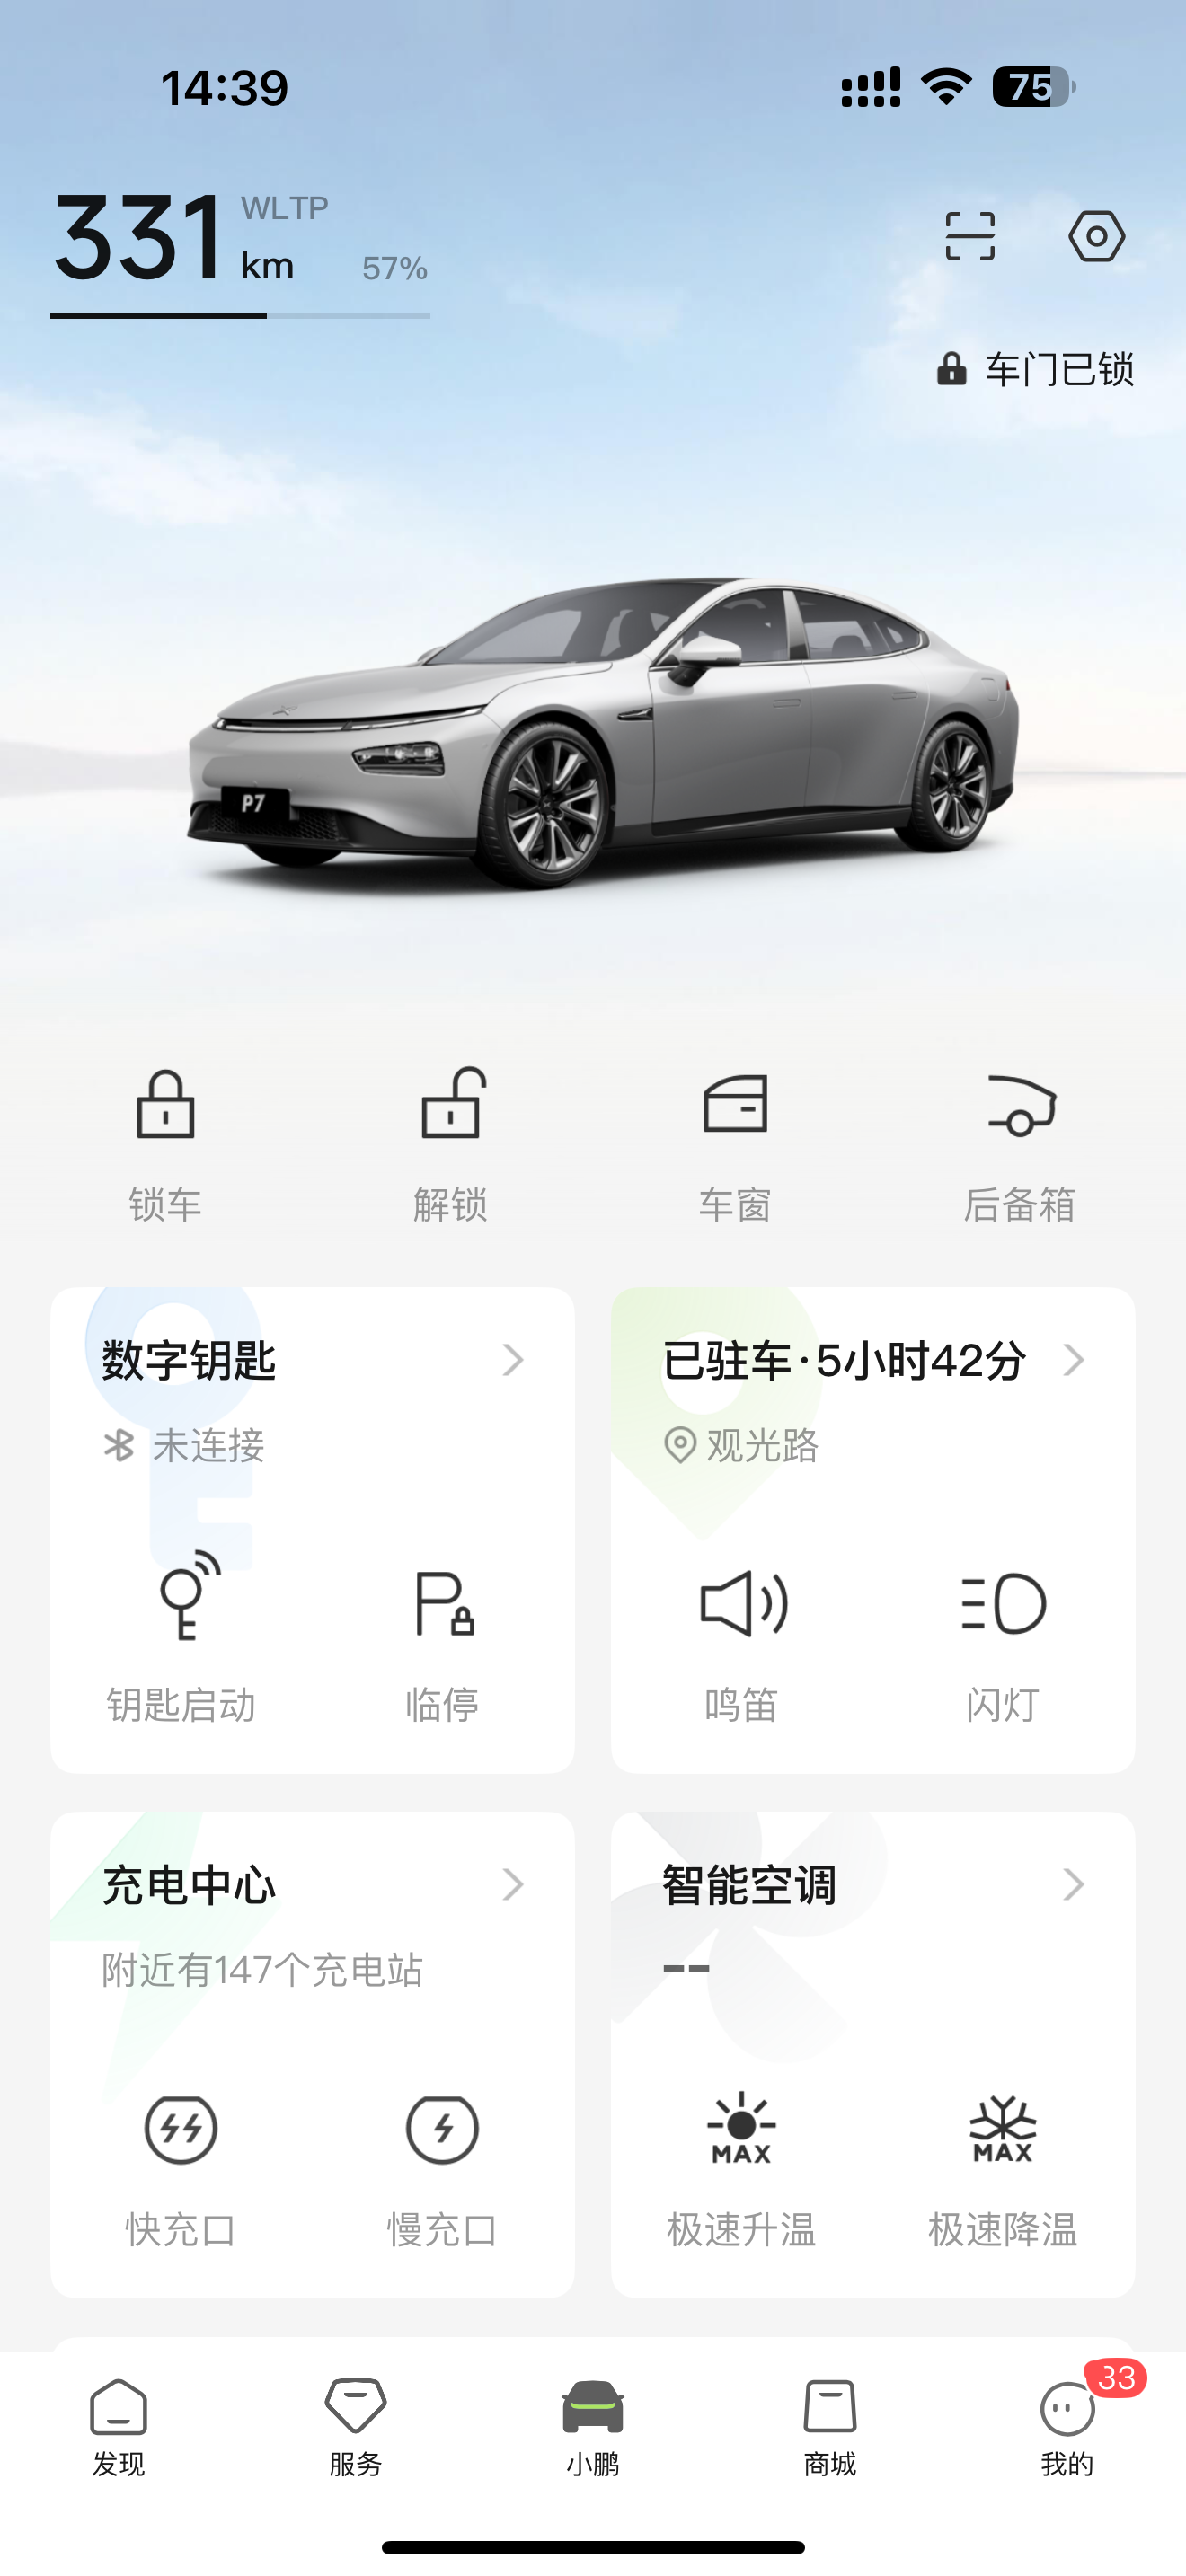 14:39
75
331 WLTP
km 57%
车门已锁
P7
锁车 解锁 车窗 后备箱
数字钥匙
未连接
钥匙启动 临停
已驻车·5小时42分
观光路
鸣笛 闪灯
充电中心
附近有147个充电站
快充口 慢充口
智能空调
--
MAX MAX
极速升温 极速降温
33
发现 服务 小鹏 商城 我的